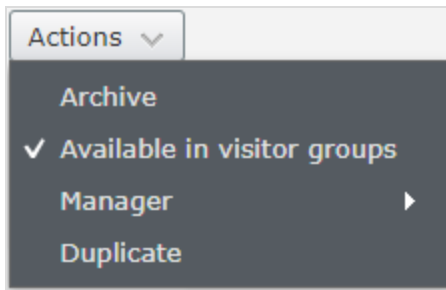 Actions
Archive
Available in visitor groups
Manager
Duplicate